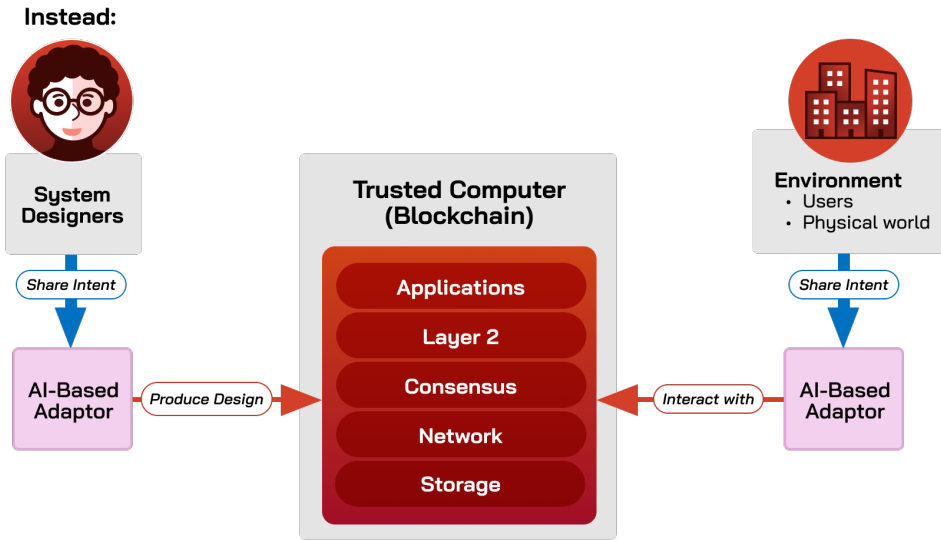 Instead:
System
Designers
Share Intent
AI-Based
Adaptor
Produce Design
Trusted Computer
(Blockchain)
Applications
Layer 2
Consensus
Network
Storage
Environment
• Users
• Physical world
Share Intent
AI-Based
Adaptor
Interact with